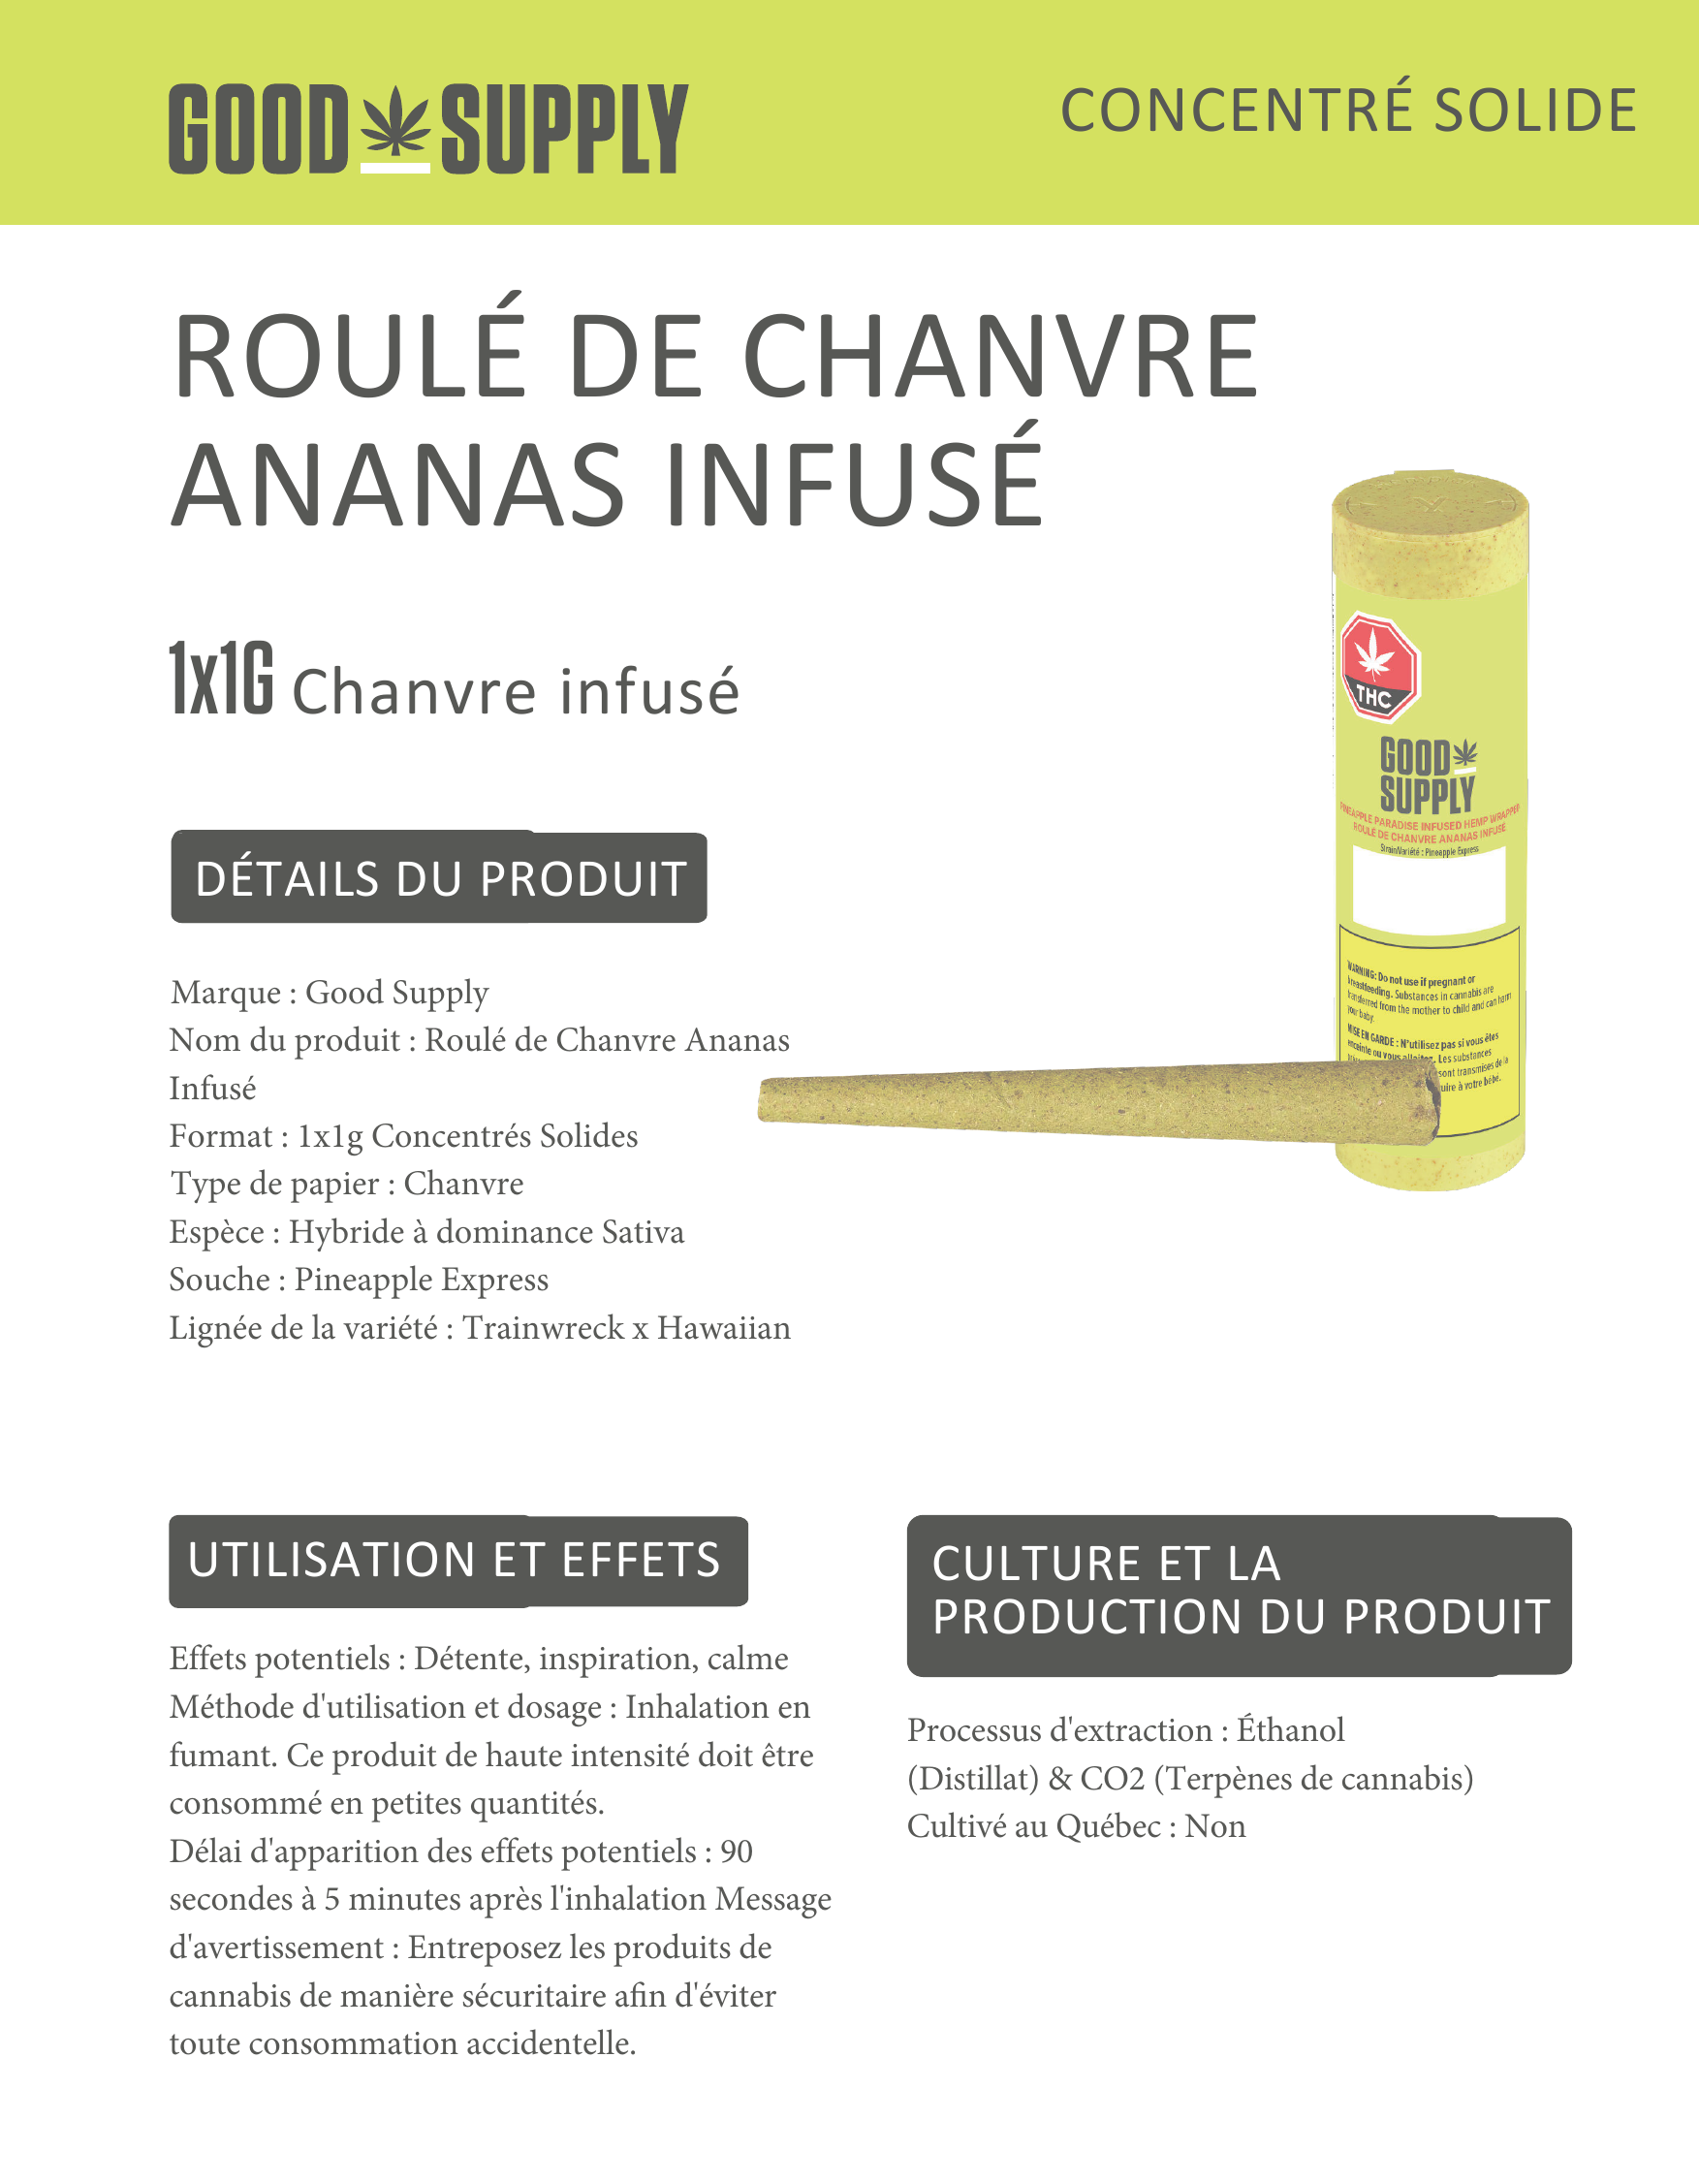 GOOD SUPPLY
CONCENTRÉ SOLIDE
ROULÉ DE CHANVRE
ANANAS INFUSÉ
1x1G Chanvre infusé
THC
GOOD
SUPPLY
PINEAPPLE PARADISE INFUSED HEMP WRAPPER
ROULÉ DE CHANVRE ANANAS INFUSÉ
Strain/Variété : Pineapple Express
WARNING: Do not use if pregnant or
breastfeeding. Substances in cannabis are
transferred from the mother to child and can harm
your baby.
MISE EN GARDE : N'utilisez pas si vous êtes
enceinte ou vous allaitez. Les substances
sont transmises de la
uire à votre bébé.
DÉTAILS DU PRODUIT
Marque : Good Supply
Nom du produit : Roulé de Chanvre Ananas
Infusé
Format : 1x1g Concentrés Solides
Type de papier : Chanvre
Espèce : Hybride à dominance Sativa
Souche : Pineapple Express
Lignée de la variété : Trainwreck x Hawaiian
UTILISATION ET EFFETS
Effets potentiels : Détente, inspiration, calme
Méthode d'utilisation et dosage : Inhalation en
fumant. Ce produit de haute intensité doit être
consommé en petites quantités.
Délai d'apparition des effets potentiels : 90
secondes à 5 minutes après l'inhalation Message
d'avertissement : Entreposez les produits de
cannabis de manière sécuritaire afin d'éviter
toute consommation accidentelle.
CULTURE ET LA
PRODUCTION DU PRODUIT
Processus d'extraction : Éthanol
(Distillat) & CO2 (Terpènes de cannabis)
Cultivé au Québec : Non